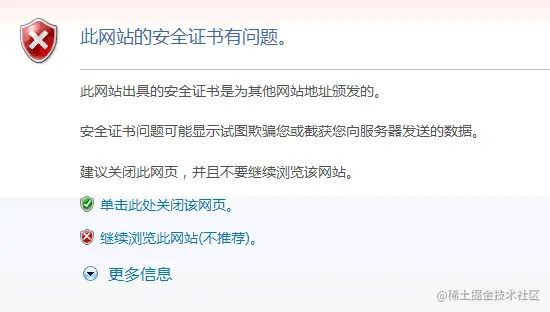 此网站的安全证书有问题。
此网站出具的安全证书是为其他网站地址颁发的。
安全证书问题可能显示试图欺骗您或截获您向服务器发送的数据。
建议关闭此网页，并且不要继续浏览该网站。
单击此处关闭该网页。
继续浏览此网站(不推荐)。
更多信息
@稀土掘金技术社区